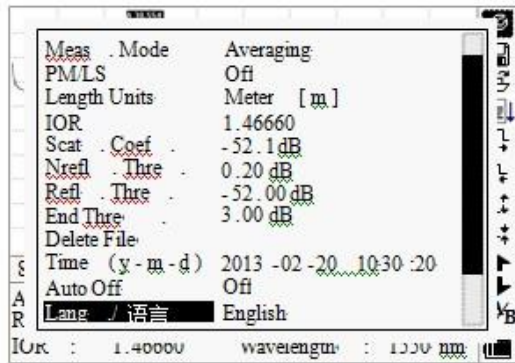 Meas . Mode Averaging
PM/LS Off
Length Units Meter [m]
IOR 1.46660
Scat . Coef . -52.1dB
Nrefl . Thre . 0.20 dB
Refl . Thre . -52.00 dB
End Thre . 3.00 dB
Delete File
Time (y-m-d) 2013 -02 -20 10:30 :20
Auto Off Off
Lang ./语言 English
IOR : 1.46660 Wavelength : 1550 nm